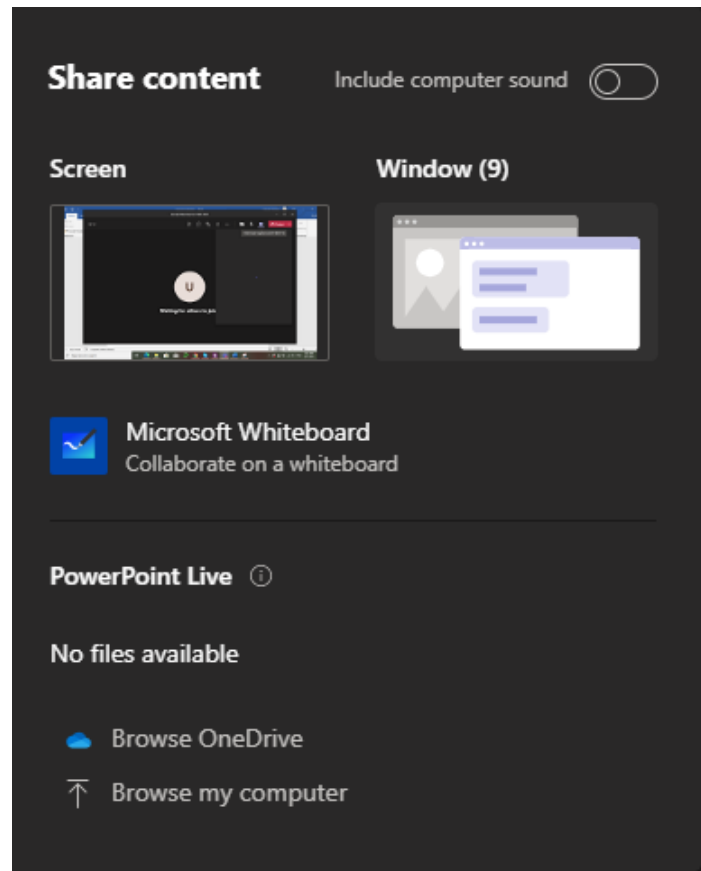 Share content
Include computer sound
Screen
Window (9)
U
Microsoft Whiteboard
Collaborate on a whiteboard
PowerPoint Live
No files available
Browse OneDrive
Browse my computer